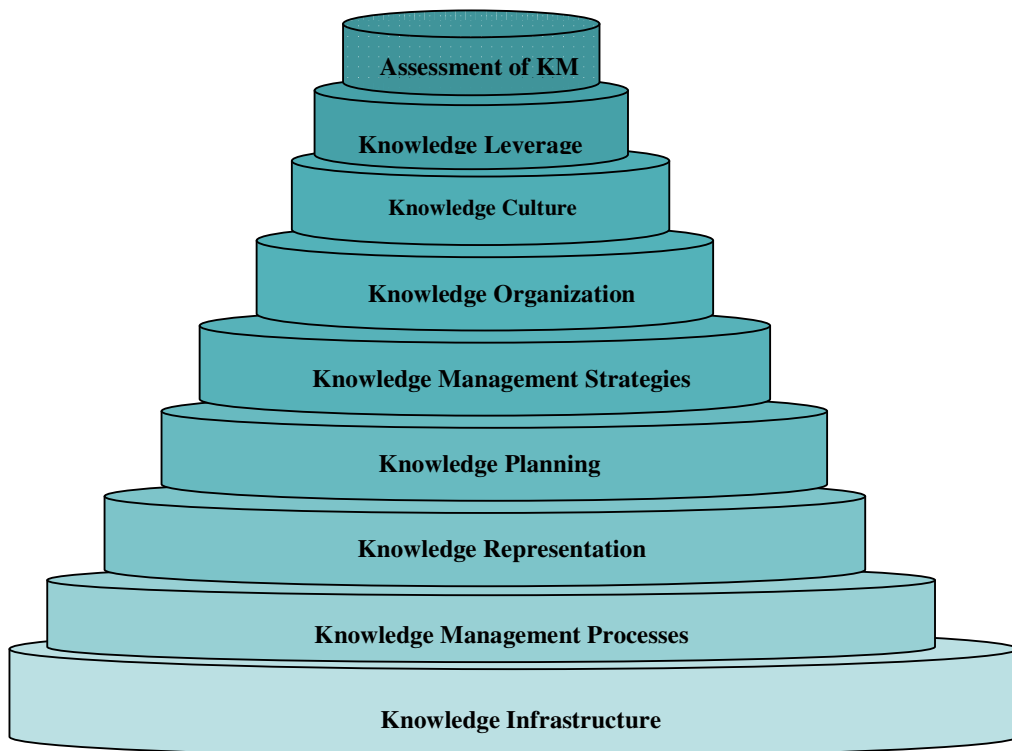 Assessment of KM
Knowledge Leverage
Knowledge Culture
Knowledge Organization
Knowledge Management Strategies
Knowledge Planning
Knowledge Representation
Knowledge Management Processes
Knowledge Infrastructure